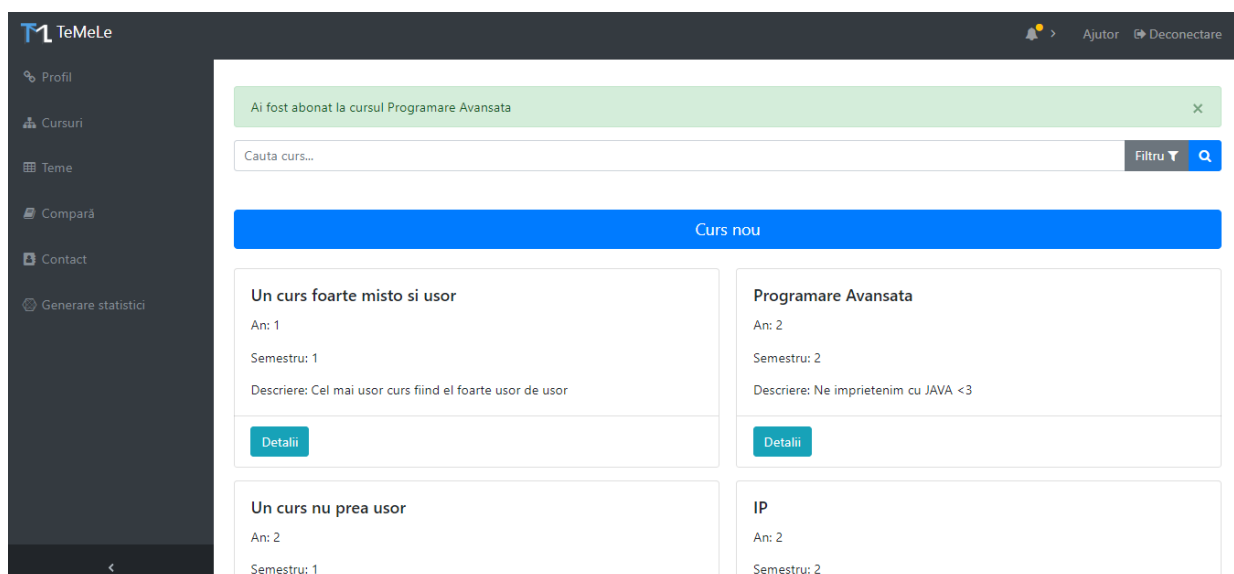 TeMeLe
Ajutor Deconectare
Profil
Cursuri
Teme
Compară
Contact
Generare statistici
Ai fost abonat la cursul Programare Avansata ×
Cauta curs...
Filtru
Curs nou
Un curs foarte misto si usor
An: 1
Semestru: 1
Descriere: Cel mai usor curs fiind el foarte usor de usor
Detalii
Programare Avansata
An: 2
Semestru: 2
Descriere: Ne imprietenim cu JAVA <3
Detalii
Un curs nu prea usor
An: 2
Semestru: 1
IP
An: 2
Semestru: 2